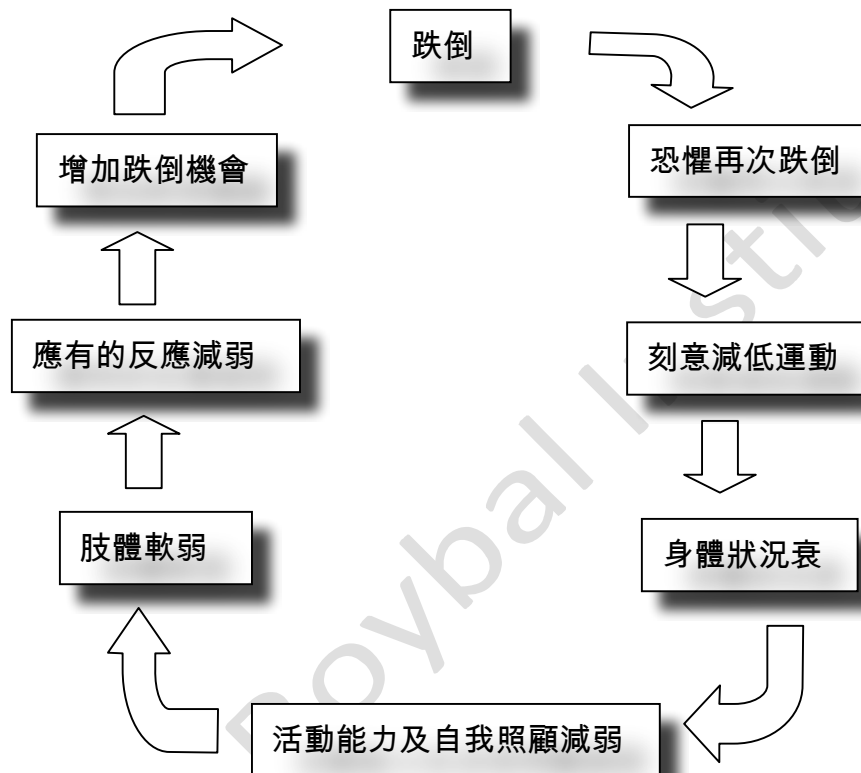 跌倒
恐懼再次跌倒
刻意減低運動
身體狀況衰
活動能力及自我照顧減弱
肢體軟弱
應有的反應減弱
增加跌倒機會
Roybal Institu